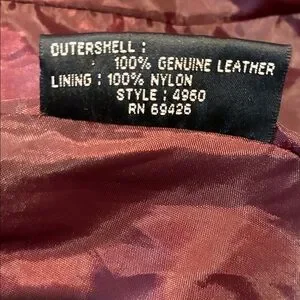 OUTERSHELL :
100% GENUINE LEATHER
LINING : 100% NYLON
STYLE : 4960
RN 69426